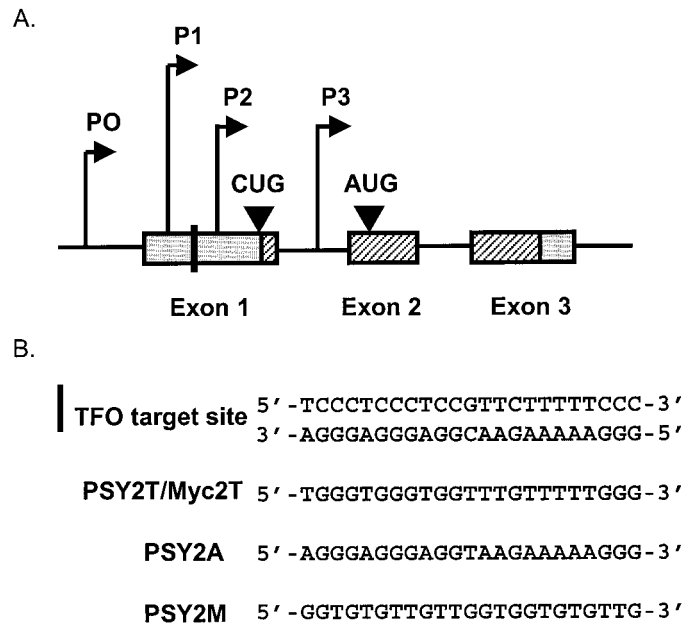 A.
P1
PO
P2
P3
CUG
AUG
Exon 1
Exon 2
Exon 3
B.
TFO target site
5′-TCCCTCCCTCCGTTCTTTTTCCC-3′
3′-AGGGAGGGAGGCAAGAAAAAGGG-5′
PSY2T/Myc2T 5′-TGGGTGGGTGGTTTGTTTTTGGG-3′
PSY2A 5′-AGGGAGGGAGGTAAGAAAAAGGG-3′
PSY2M 5′-GGTGTGTTGTTGGTGGTGTGTTG-3′